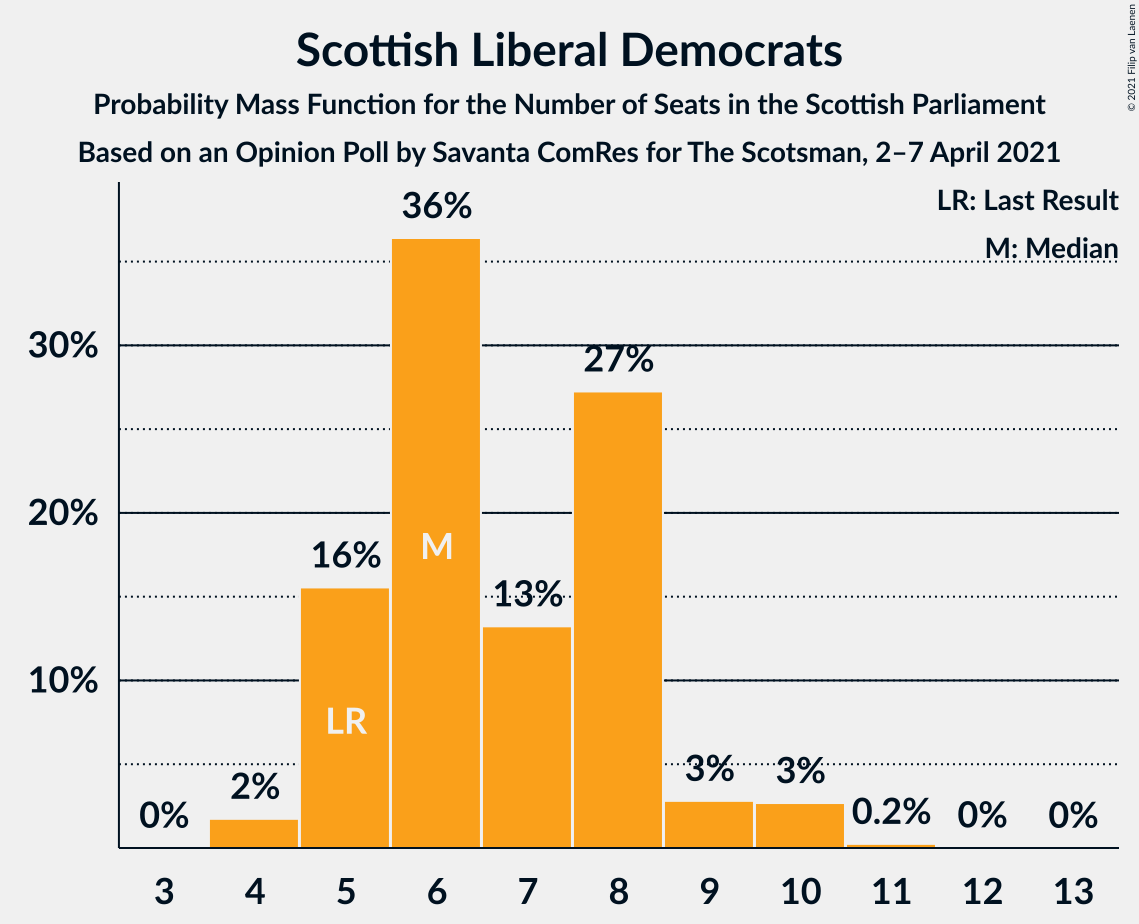 Scottish Liberal Democrats
Probability Mass Function for the Number of Seats in the Scottish Parliament
Based on an Opinion Poll by Savanta ComRes for The Scotsman, 2–7 April 2021
© 2021 Filip van Laenen
LR: Last Result
M: Median
36%
30%
27%
20%
16%
M
13%
10%
LR
2%
3%
3%
0%
0.2%
0%
0%
3 4 5 6 7 8 9 10 11 12 13